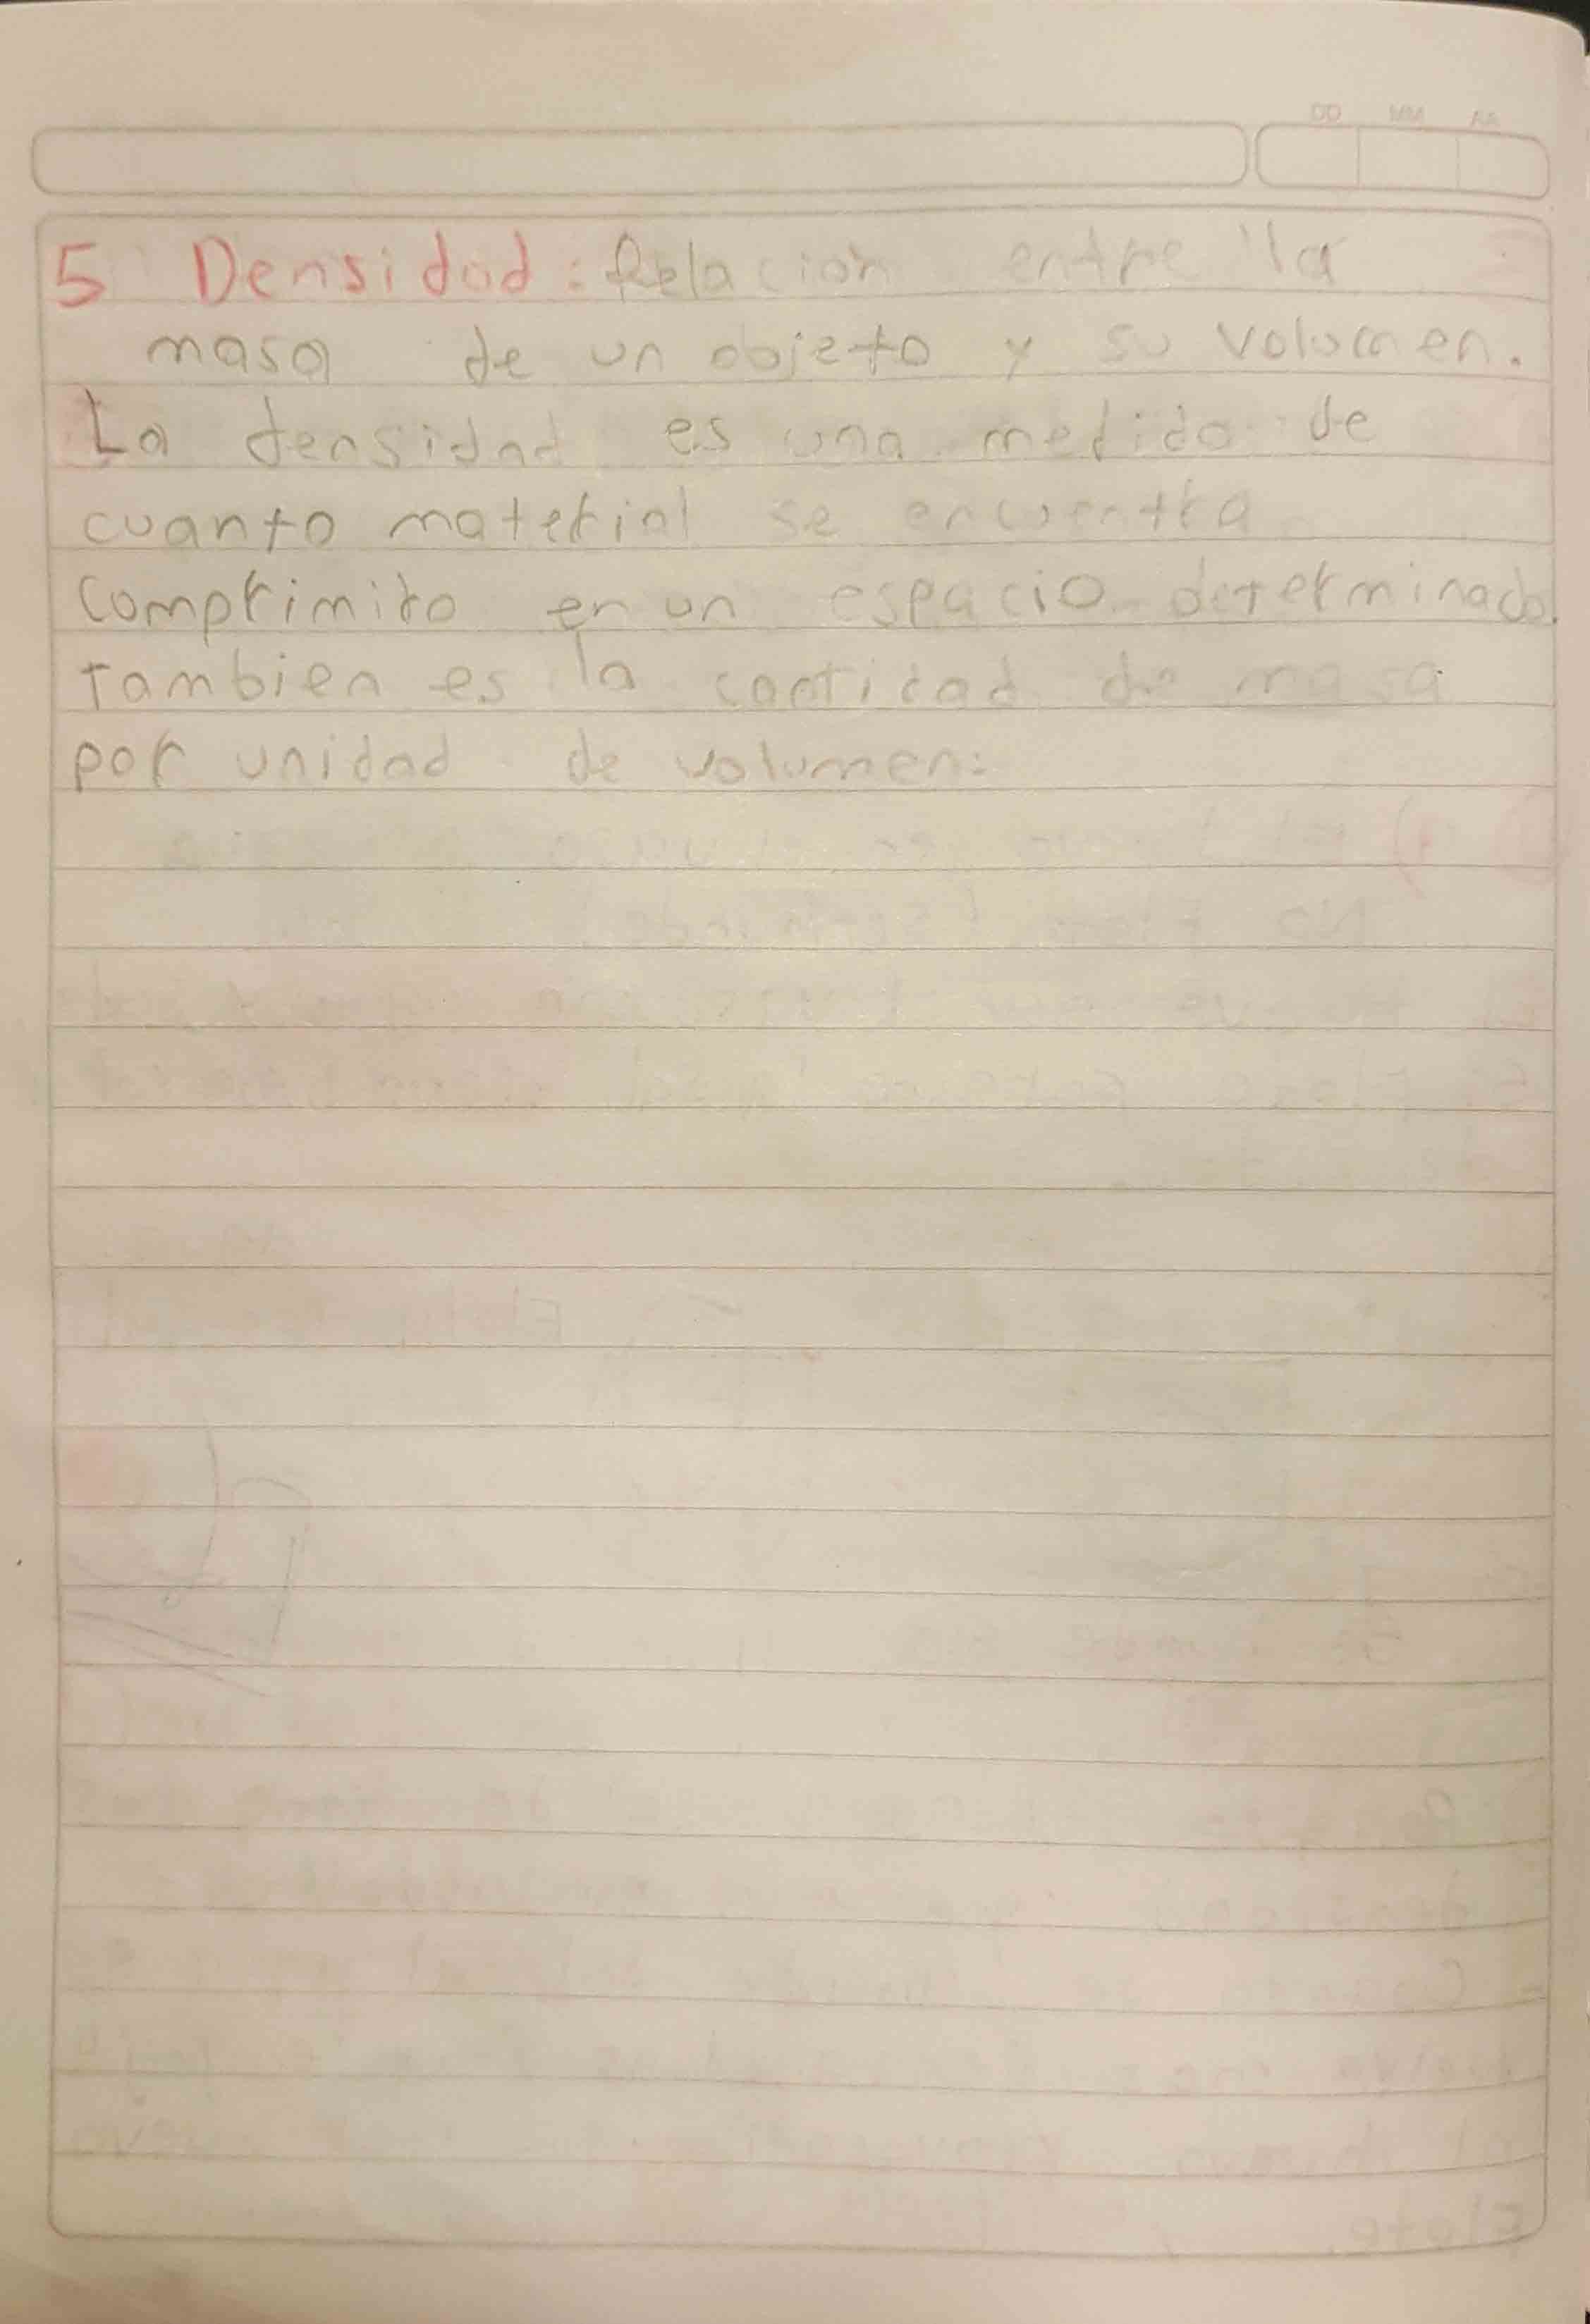 DD MM AA
5 Densidad: Relación entre la
masa de un objeto y su volumen.
La densidad es una medida de
cuanto material se encuentra
comprimido en un espacio determinado.
Tambien es la cantidad de masa
por unidad de volumen: